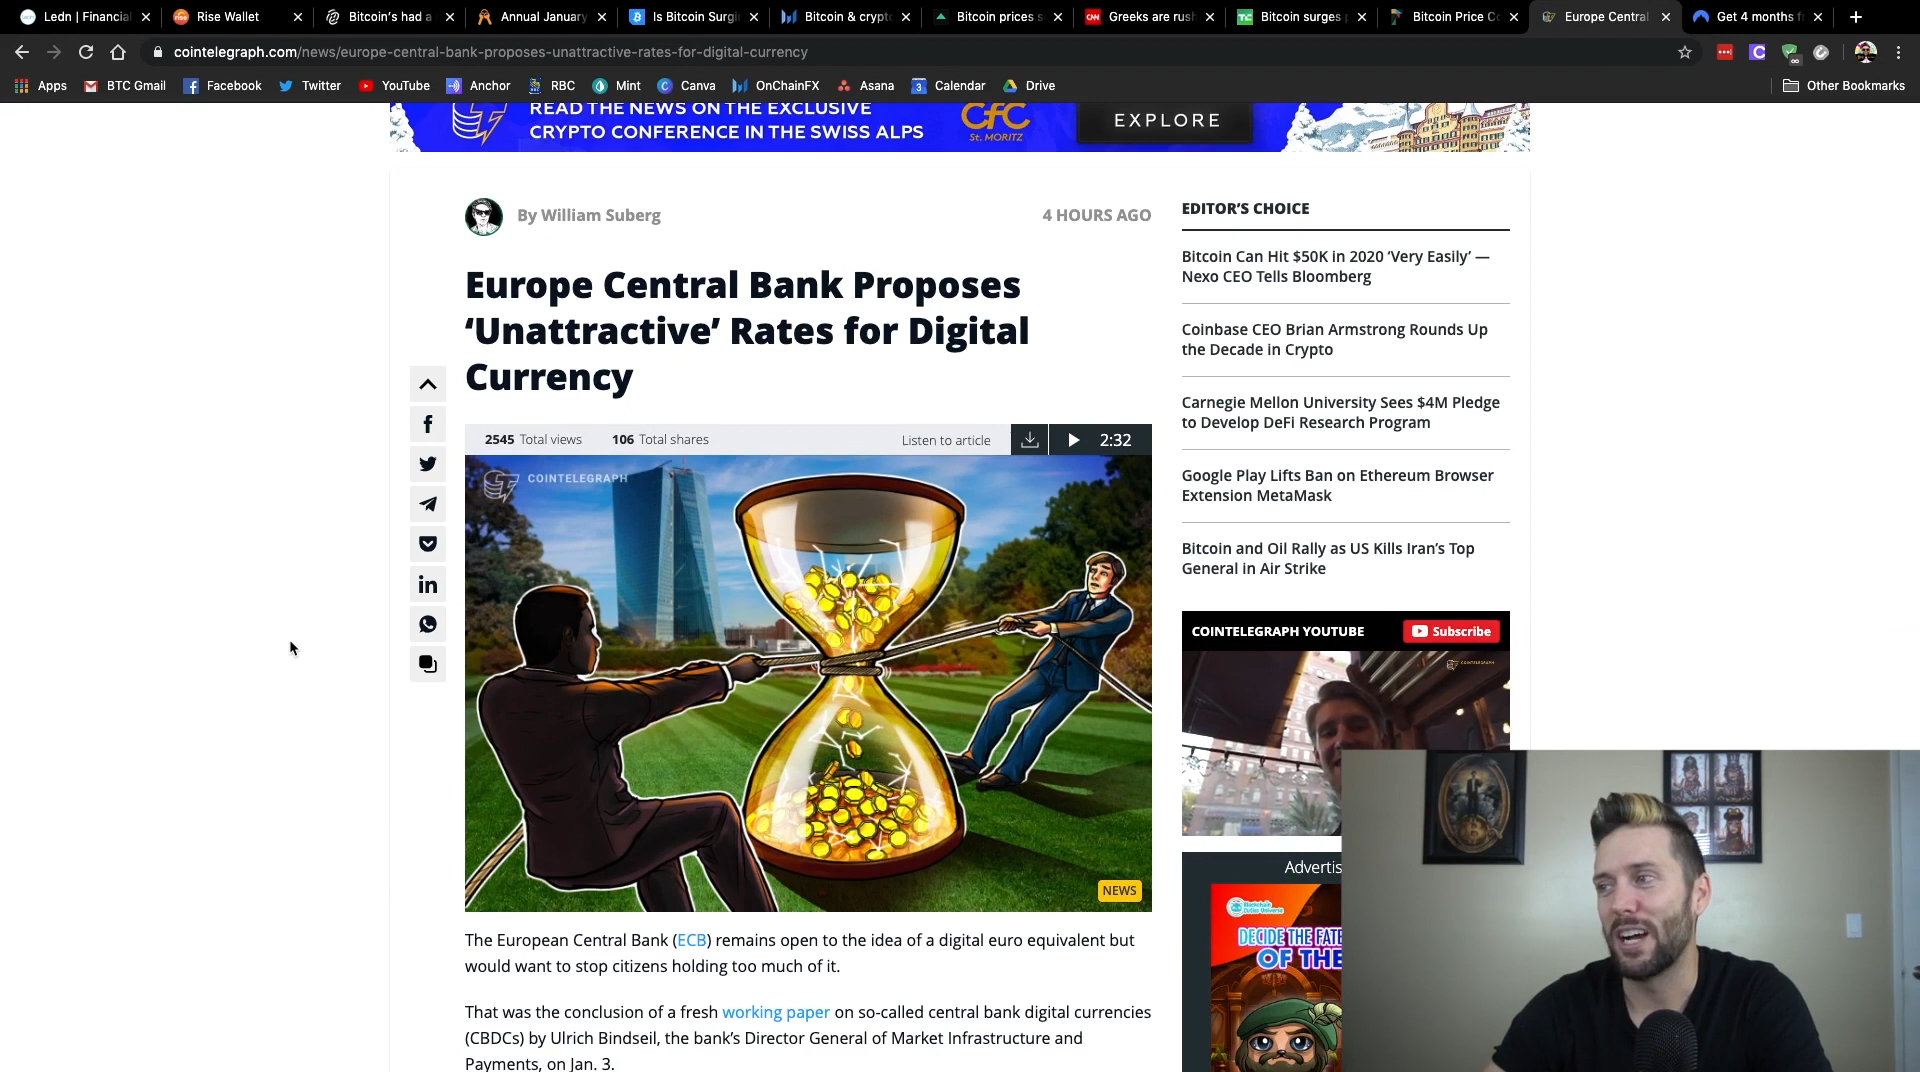 Ledn | Financial
Rise Wallet
Bitcoin's had a
Annual January
Is Bitcoin Surgi
Bitcoin & crypto
Bitcoin prices s
CNN
Greeks are rush
TC
Bitcoin surges p
Bitcoin Price Co
Europe Central
Get 4 months f
cointelegraph.com/news/europe-central-bank-proposes-unattractive-rates-for-digital-currency
Apps
BTC Gmail
Facebook
Twitter
YouTube
Anchor
RBC
Mint
Canva
OnChainFX
Asana
Calendar
Drive
Other Bookmarks
READ THE NEWS ON THE EXCLUSIVE
CRYPTO CONFERENCE IN THE SWISS ALPS
CfC
St. MORITZ
EXPLORE
By William Suberg
4 HOURS AGO
Europe Central Bank Proposes
‘Unattractive’ Rates for Digital
Currency
2545 Total views
106 Total shares
Listen to article
2:32
COINTELEGRAPH
NEWS
The European Central Bank (ECB) remains open to the idea of a digital euro equivalent but
would want to stop citizens holding too much of it.
That was the conclusion of a fresh working paper on so-called central bank digital currencies
(CBDCs) by Ulrich Bindseil, the bank’s Director General of Market Infrastructure and
Payments, on Jan. 3.
EDITOR’S CHOICE
Bitcoin Can Hit $50K in 2020 ‘Very Easily’ —
Nexo CEO Tells Bloomberg
Coinbase CEO Brian Armstrong Rounds Up
the Decade in Crypto
Carnegie Mellon University Sees $4M Pledge
to Develop DeFi Research Program
Google Play Lifts Ban on Ethereum Browser
Extension MetaMask
Bitcoin and Oil Rally as US Kills Iran’s Top
General in Air Strike
COINTELEGRAPH YOUTUBE
Subscribe
COINTELEGRAPH
Advertis
Blockchain
Cuties Universe
DECIDE THE FATE
OF THE